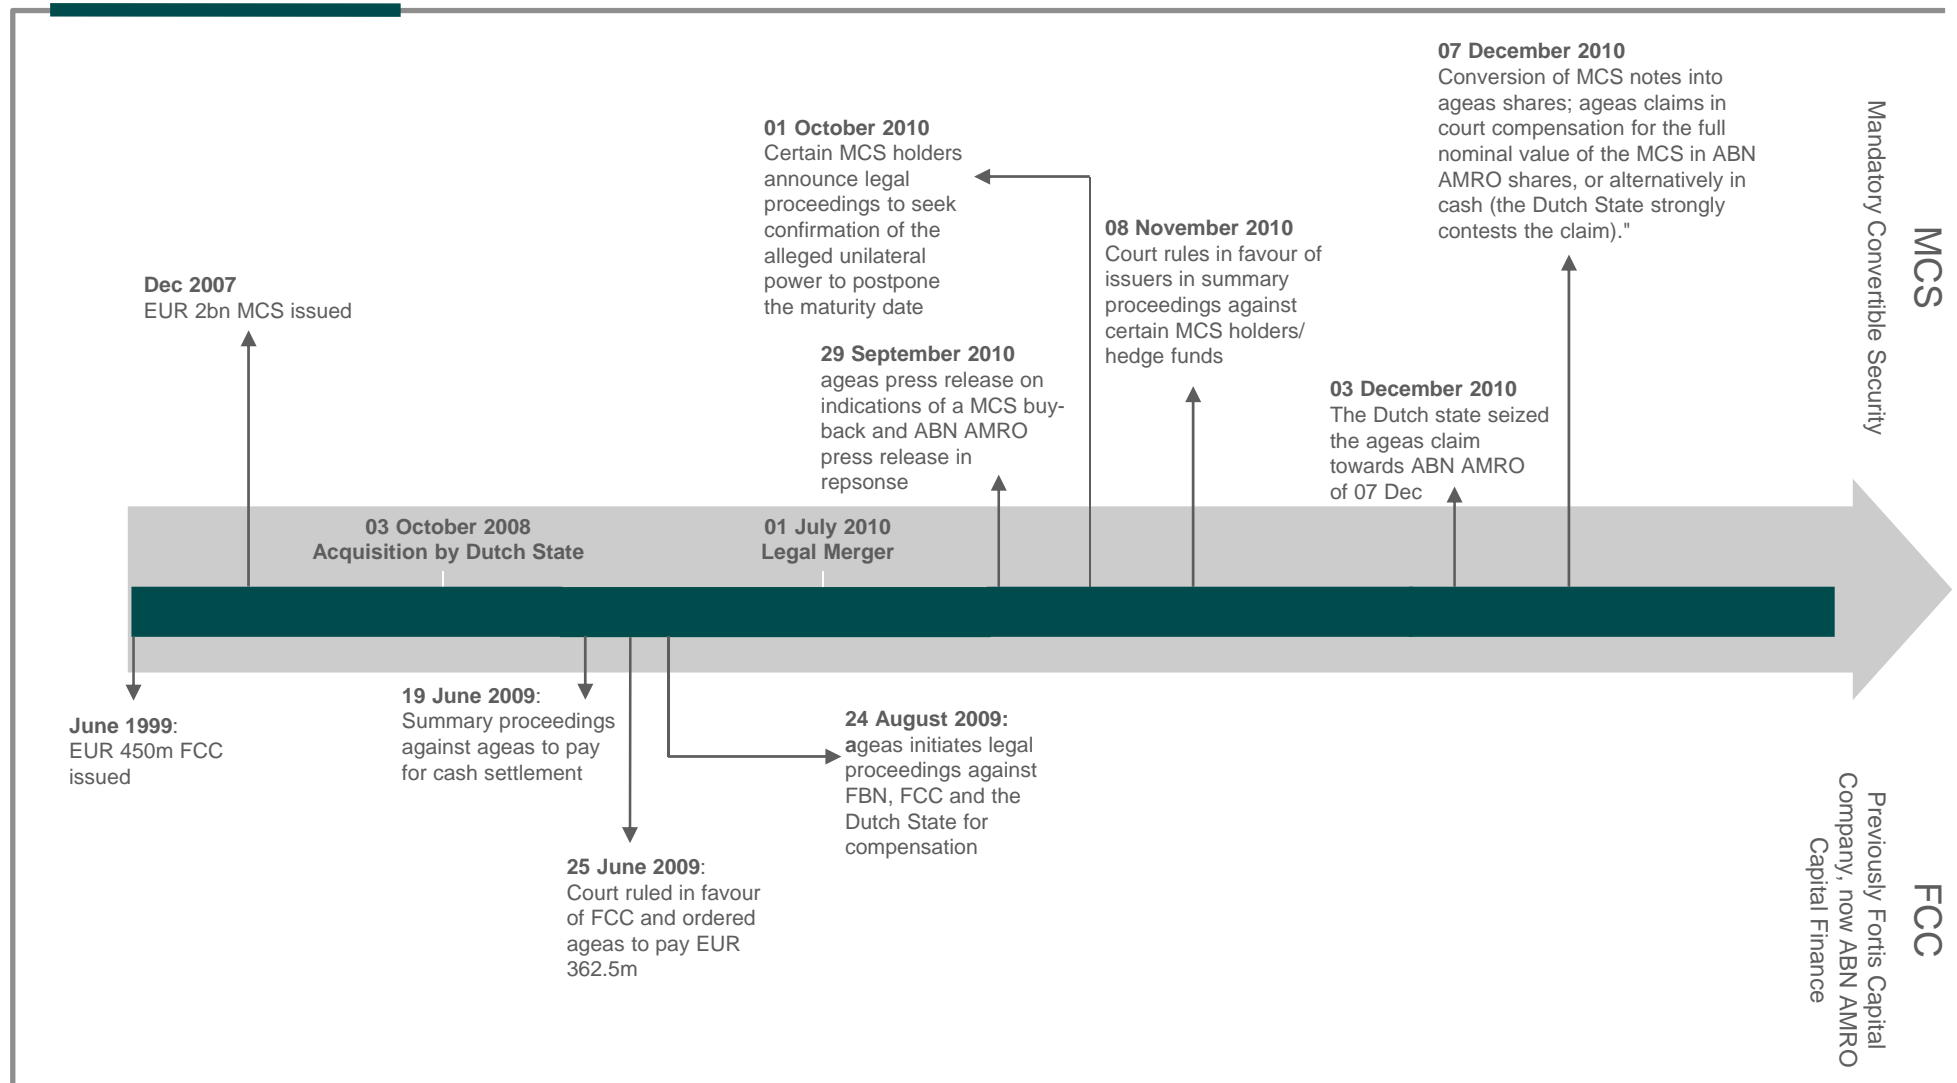 07 December 2010
Conversion of MCS notes into
ageas shares; ageas claims in
court compensation for the full
nominal value of the MCS in ABN
AMRO shares, or alternatively in
cash (the Dutch State strongly
contests the claim)."
01 October 2010
Certain MCS holders
announce legal
proceedings to seek
confirmation of the
alleged unilateral
power to postpone
the maturity date
08 November 2010
Court rules in favour of
issuers in summary
proceedings against
certain MCS holders/
hedge funds
Dec 2007
EUR 2bn MCS issued
29 September 2010
ageas press release on
indications of a MCS buy-
back and ABN AMRO
press release in
repsonse
03 December 2010
The Dutch state seized
the ageas claim
towards ABN AMRO
of 07 Dec
MCS
Mandatory Convertible Security
03 October 2008
Acquisition by Dutch State
01 July 2010
Legal Merger
June 1999:
EUR 450m FCC
issued
19 June 2009:
Summary proceedings
against ageas to pay
for cash settlement
25 June 2009:
Court ruled in favour
of FCC and ordered
ageas to pay EUR
362.5m
24 August 2009:
ageas initiates legal
proceedings against
FBN, FCC and the
Dutch State for
compensation
FCC
Previously Fortis Capital
Company, now ABN AMRO
Capital Finance